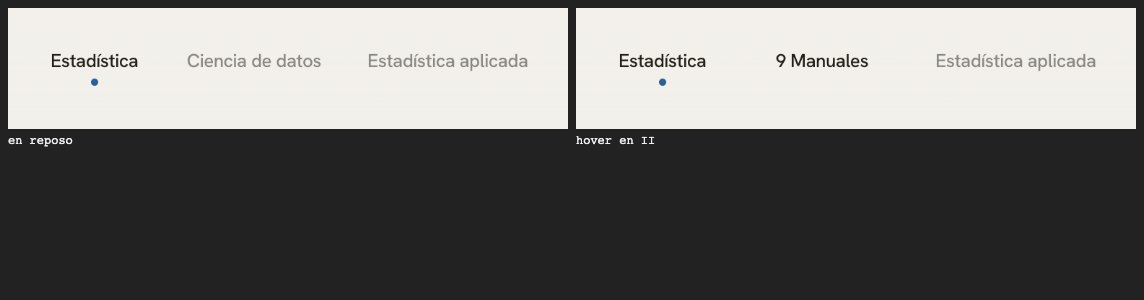 Estadística Ciencia de datos Estadística aplicada
en reposo
Estadística 9 Manuales Estadística aplicada
hover en II